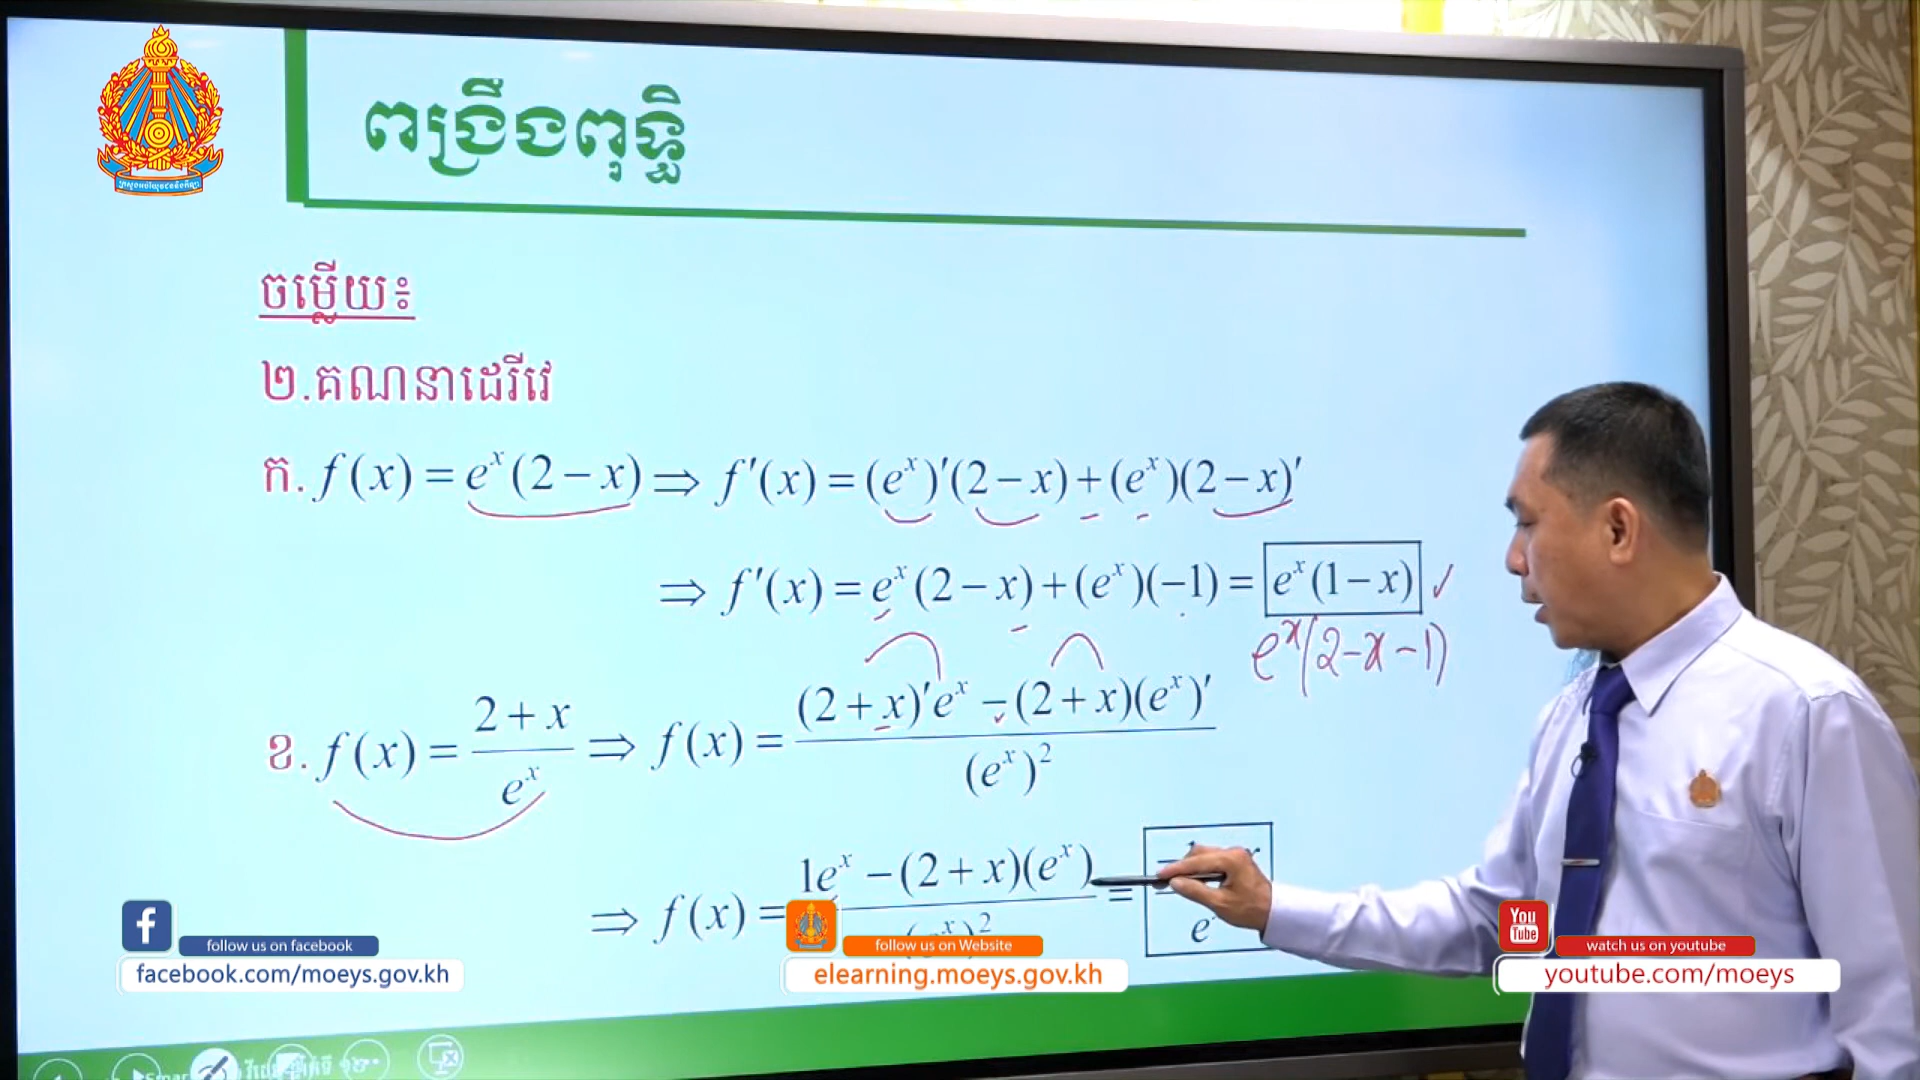 ពង្រឹងពុទ្ធិ
ចម្លើយ៖
២.គណនាដេរីវេ
ក. f(x) = e^x(2 − x) ⇒ f′(x) = (e^x)′(2 − x) + (e^x)(2 − x)′
⇒ f′(x) = e^x(2 − x) + (e^x)(−1) = e^x(1 − x) ✓
e^x(2-x-1)
ខ. f(x) = (2 + x)/e^x ⇒ f(x) = ((2 + x)′e^x − (2 + x)(e^x)′)/(e^x)^2
⇒ f(x) = (1e^x − (2 + x)(e^x)) =
follow us on facebook
facebook.com/moeys.gov.kh
follow us on Website
elearning.moeys.gov.kh
You Tube
watch us on youtube
youtube.com/moeys